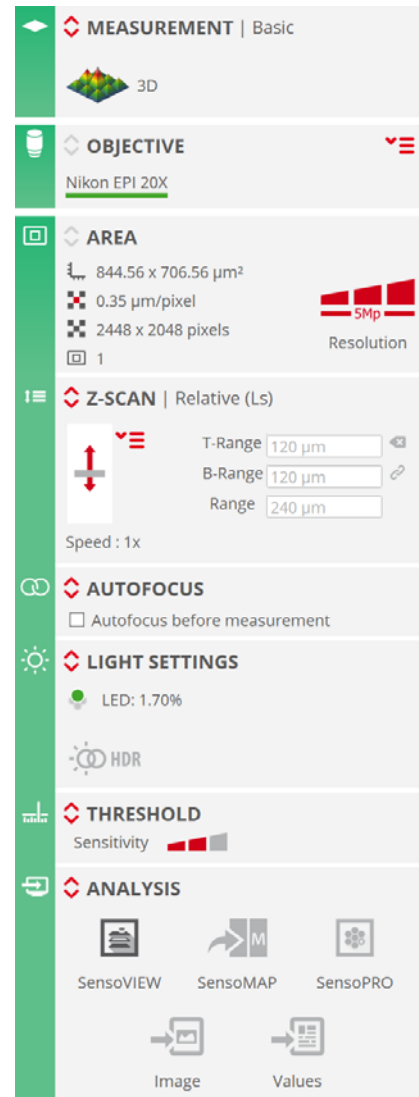 MEASUREMENT | Basic
3D
OBJECTIVE
Nikon EPI 20X
AREA
844.56 x 706.56 µm²
0.35 µm/pixel
2448 x 2048 pixels
1
5Mp
Resolution
Z-SCAN | Relative (Ls)
T-Range 120 µm
B-Range 120 µm
Range 240 µm
Speed : 1x
AUTOFOCUS
Autofocus before measurement
LIGHT SETTINGS
LED: 1.70%
HDR
THRESHOLD
Sensitivity
ANALYSIS
M
SensoVIEW SensoMAP SensoPRO
Image Values